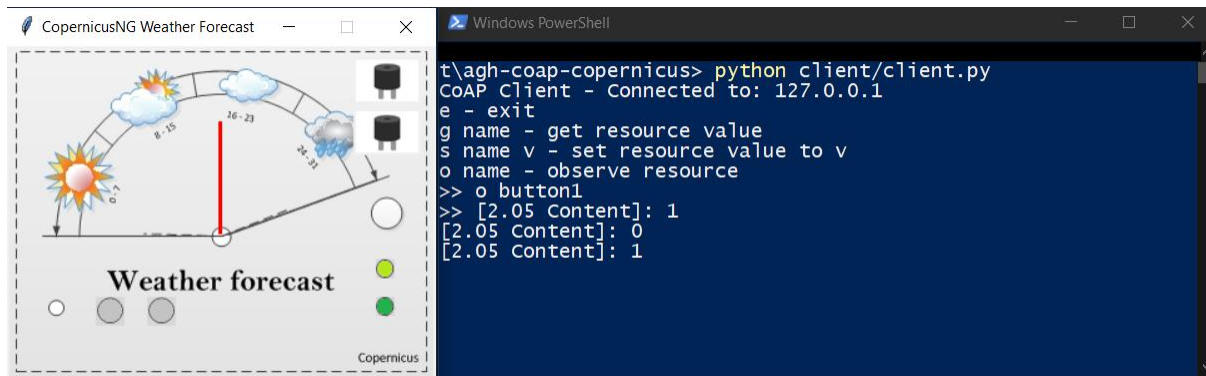 CopernicusNG Weather Forecast
0 - 7
8 - 15
16 - 23
24 - 31
Weather forecast
Copernicus
Windows PowerShell
t\agh-coap-copernicus> python client/client.py
CoAP Client - Connected to: 127.0.0.1
e - exit
g name - get resource value
s name v - set resource value to v
o name - observe resource
>> o button1
>> [2.05 Content]: 1
[2.05 Content]: 0
[2.05 Content]: 1